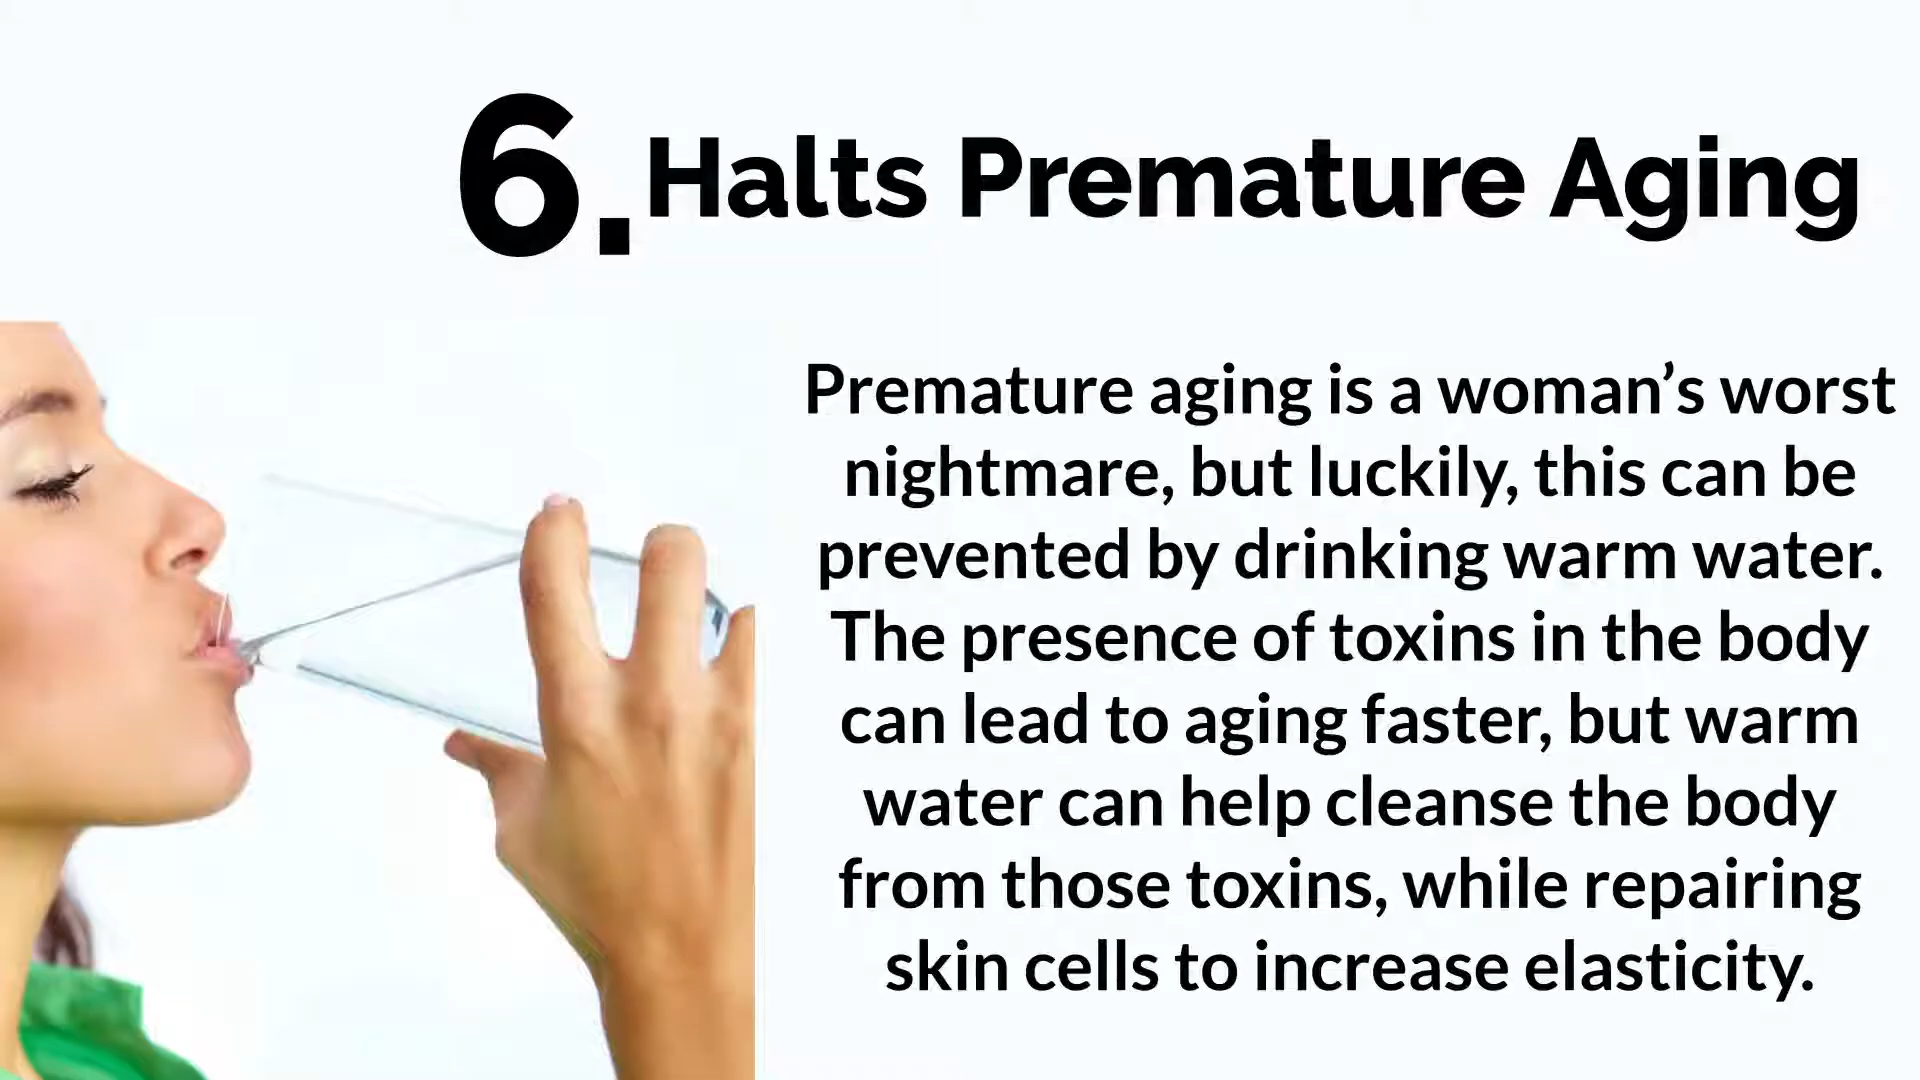 6. Halts Premature Aging
Premature aging is a woman’s worst
nightmare, but luckily, this can be
prevented by drinking warm water.
The presence of toxins in the body
can lead to aging faster, but warm
water can help cleanse the body
from those toxins, while repairing
skin cells to increase elasticity.